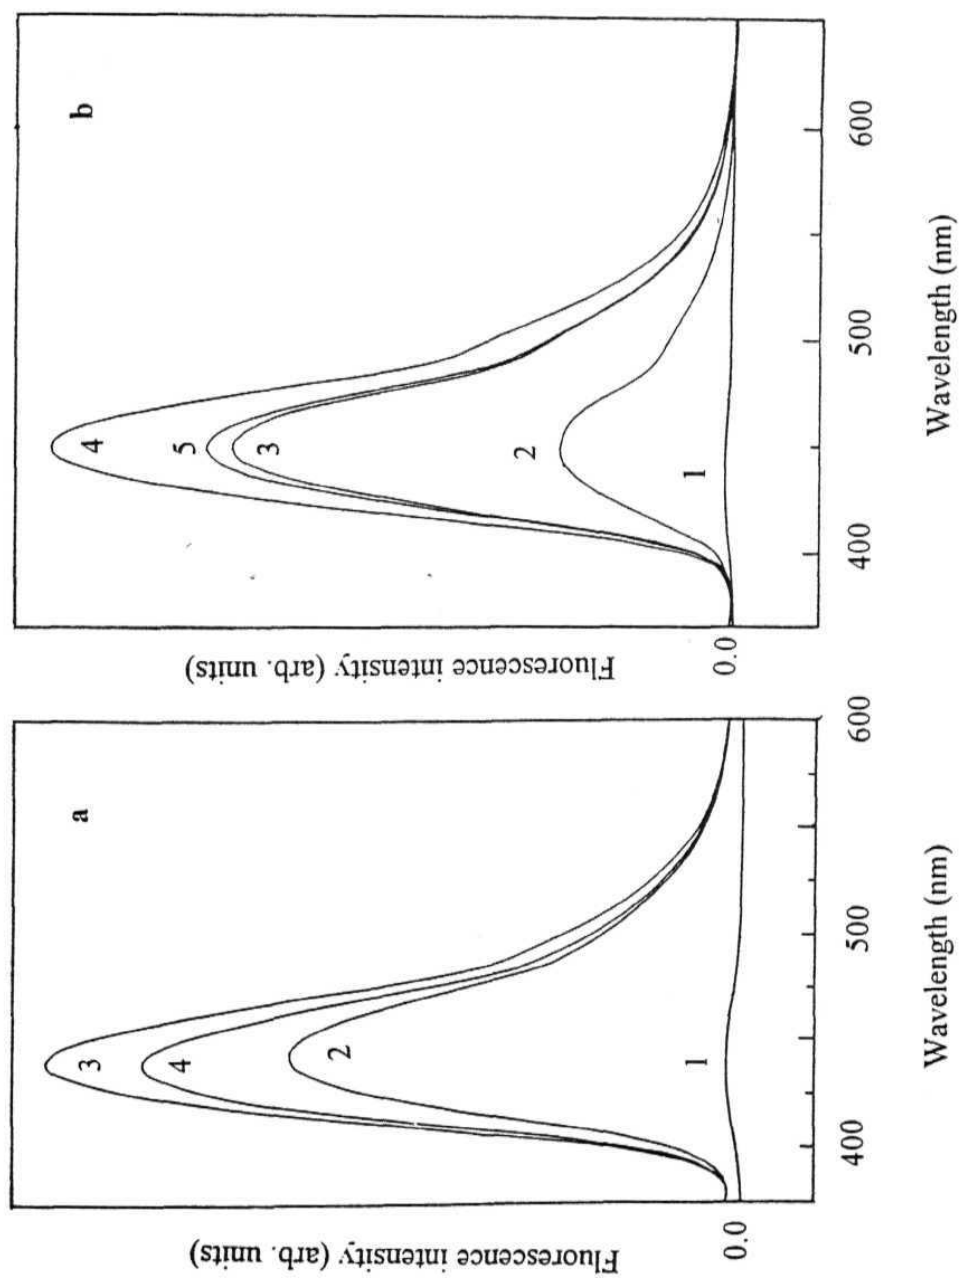 a
3
4
2
1
0.0
400
500
600
Wavelength (nm)
Fluorescence intensity (arb. units)
b
4
5
3
2
1
0.0
400
500
600
Wavelength (nm)
Fluorescence intensity (arb. units)